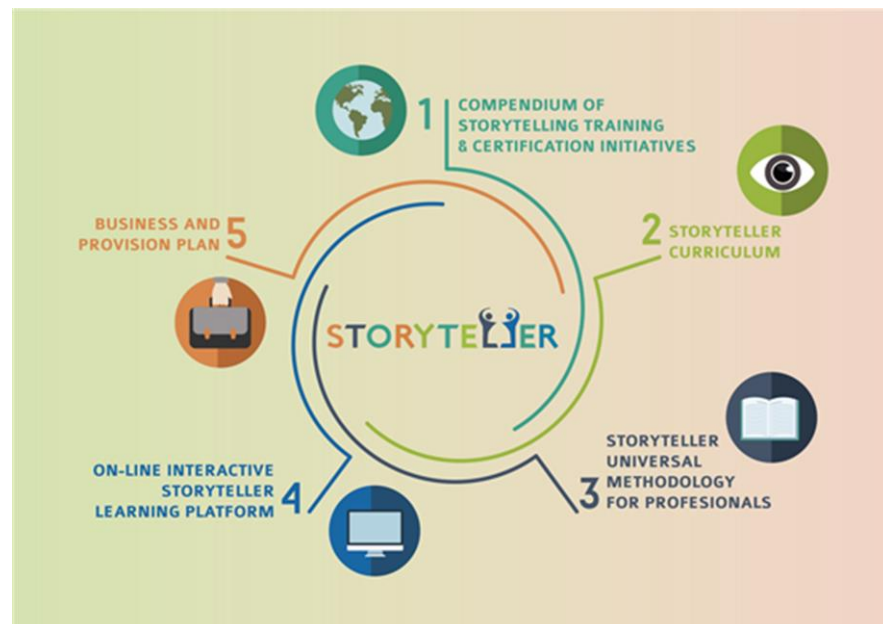 1 COMPENDIUM OF
STORYTELLING TRAINING
& CERTIFICATION INITIATIVES
2 STORYTELLER
CURRICULUM
STORYTELLER
UNIVERSAL
METHODOLOGY
3 FOR PROFESIONALS
ON-LINE INTERACTIVE
STORYTELLER
LEARNING PLATFORM 4
BUSINESS AND
PROVISION PLAN 5
STORYTELLER